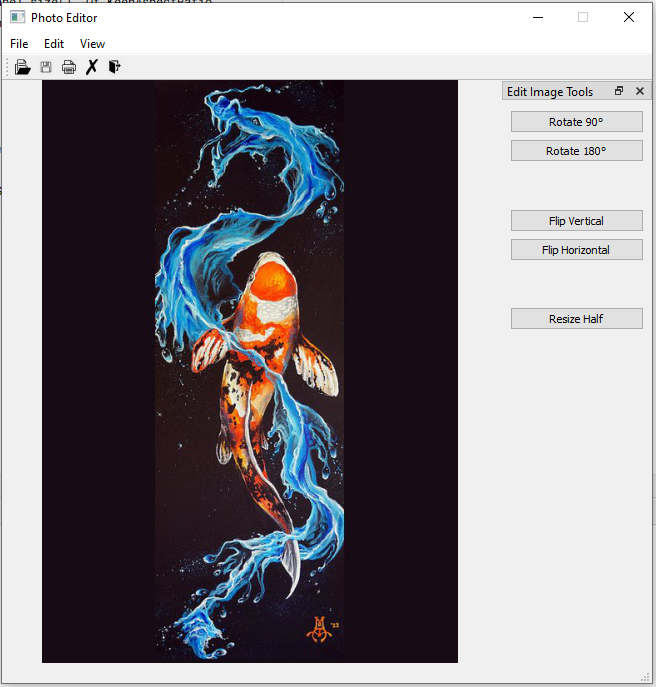 Photo Editor
File Edit View
Edit Image Tools
Rotate 90°
Rotate 180°
Flip Vertical
Flip Horizontal
Resize Half